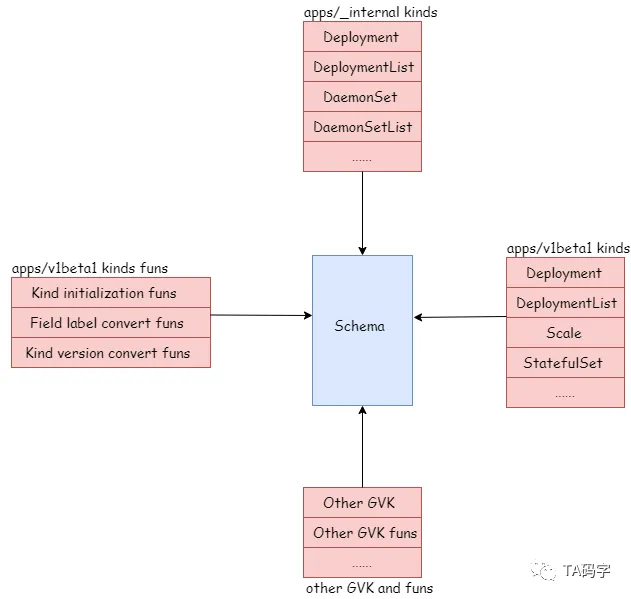 apps/_internal kinds
Deployment
DeploymentList
DaemonSet
DaemonSetList
......
apps/v1beta1 kinds funs
Kind initialization funs
Field label convert funs
Kind version convert funs
Schema
apps/v1beta1 kinds
Deployment
DeploymentList
Scale
StatefulSet
......
Other GVK
Other GVK funs
......
other GVK and funs
TA码字